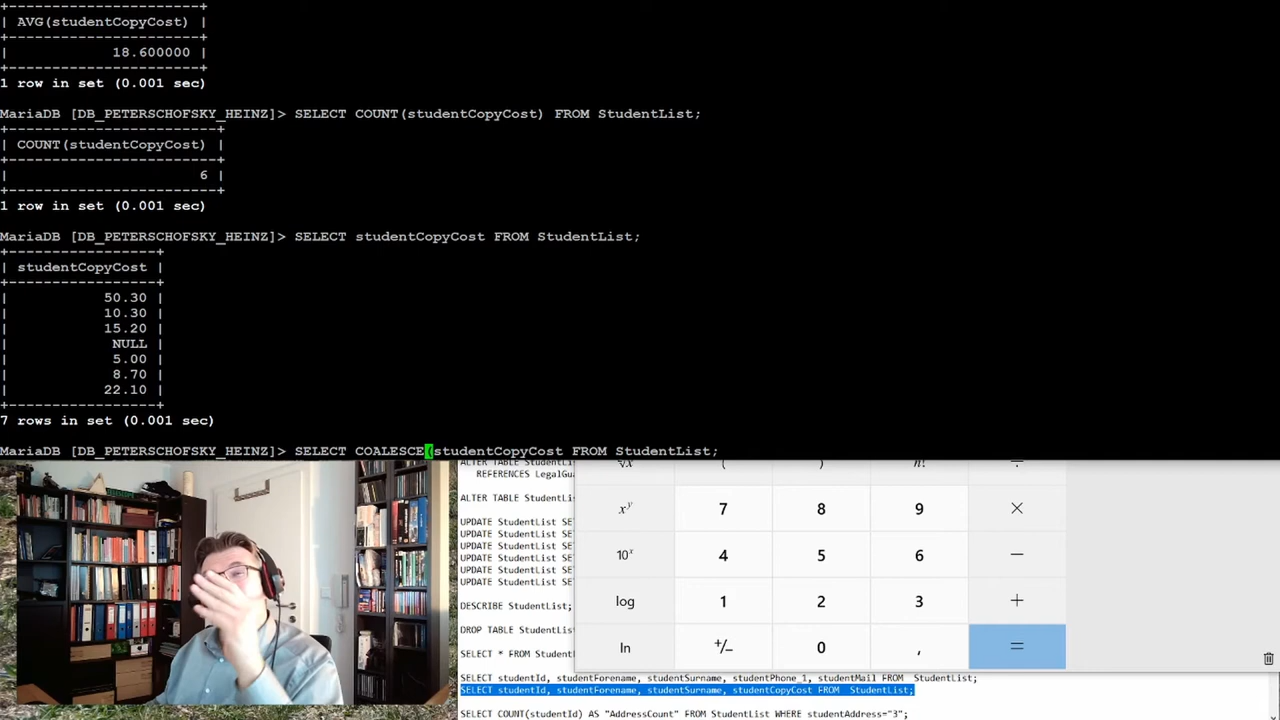 | AVG(studentCopyCost) |
| 18.600000 |
1 row in set (0.001 sec)
MariaDB [DB_PETERSCHOFSKY_HEINZ]> SELECT COUNT(studentCopyCost) FROM StudentList;
| COUNT(studentCopyCost) |
| 6 |
1 row in set (0.001 sec)
MariaDB [DB_PETERSCHOFSKY_HEINZ]> SELECT studentCopyCost FROM StudentList;
| studentCopyCost |
| 50.30 |
| 10.30 |
| 15.20 |
| NULL |
| 5.00 |
| 8.70 |
| 22.10 |
7 rows in set (0.001 sec)
MariaDB [DB_PETERSCHOFSKY_HEINZ]> SELECT COALESCE(studentCopyCost FROM StudentList;
ALTER TABLE StudentLi
REFERENCES LegalGu
ALTER TABLE StudentLi
UPDATE StudentList SE
UPDATE StudentList SE
UPDATE StudentList SE
UPDATE StudentList SE
UPDATE StudentList SE
UPDATE StudentList SE
DESCRIBE StudentList;
DROP TABLE StudentLis
SELECT * FROM Student
( ) n! ÷
xʸ 7 8 9 ×
10ˣ 4 5 6 −
log 1 2 3 +
ln +/− 0 , =
SELECT studentId, studentForename, studentSurname, studentPhone_1, studentMail FROM StudentList;
SELECT studentId, studentForename, studentSurname, studentCopyCost FROM StudentList;
SELECT COUNT(studentId) AS "AddressCount" FROM StudentList WHERE studentAddress="3";